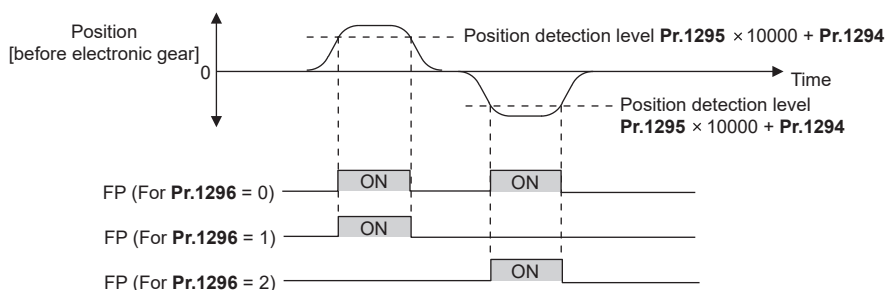 Position
[before electronic gear]
Position detection level Pr.1295 × 10000 + Pr.1294
0
Time
Position detection level
Pr.1295 × 10000 + Pr.1294
FP (For Pr.1296 = 0)
ON
ON
FP (For Pr.1296 = 1)
ON
FP (For Pr.1296 = 2)
ON